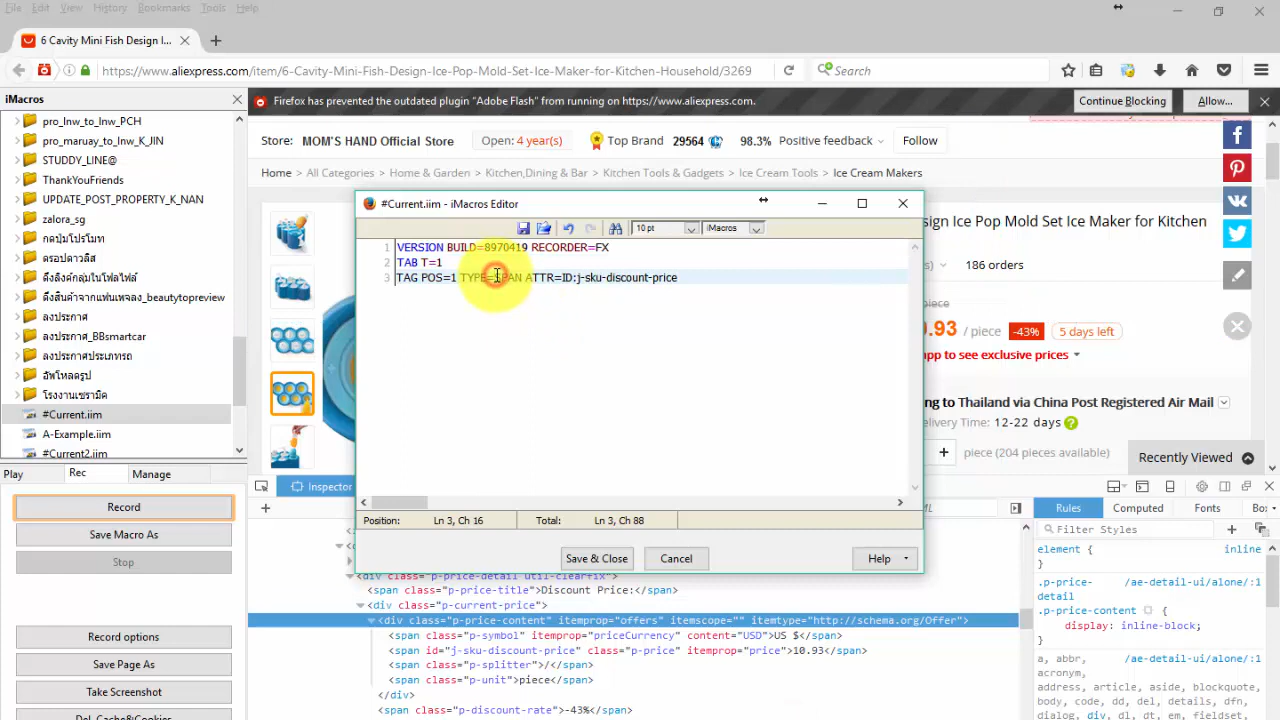 File Edit View History Bookmarks Tools Help
6 Cavity Mini Fish Design I...
https://www.aliexpress.com/item/6-Cavity-Mini-Fish-Design-Ice-Pop-Mold-Set-Ice-Maker-for-Kitchen-Household/3269
Search
iMacros
Firefox has prevented the outdated plugin "Adobe Flash" from running on https://www.aliexpress.com.
Continue Blocking
Allow...
pro_lnw_to_lnw_PCH
pro_maruay_to_lnw_K_JIN
STUDDY_LINE@
ThankYouFriends
UPDATE_POST_PROPERTY_K_NAN
zalora_sg
กดปุ่มโปรโมท
ดรอปดาวลิส
ดึงลิงค์กลุ่มในโฟลไลต์
ดึงสินค้าจากแฟนเพลง_beautytopreview
ลงประกาศ
ลงประกาศ_BBsmartcar
ลงประกาศประเภทรถ
อัพโหลดรูป
โรงงานเซรามิค
#Current.iim
A-Example.iim
#Current2.iim
Play
Rec
Manage
Record
Save Macro As
Stop
Record options
Save Page As
Take Screenshot
Store: MOM'S HAND Official Store
Open: 4 year(s)
Top Brand 29564
98.3% Positive feedback
Follow
Home > All Categories > Home & Garden > Kitchen,Dining & Bar > Kitchen Tools & Gadgets > Ice Cream Tools > Ice Cream Makers
sign Ice Pop Mold Set Ice Maker for Kitchen
186 orders
piece
0.93 / piece -43% 5 days left
app to see exclusive prices
ng to Thailand via China Post Registered Air Mail
Delivery Time: 12-22 days
+ piece (204 pieces available)
Recently Viewed
#Current.iim - iMacros Editor
10 pt
iMacros
1 VERSION BUILD=8970419 RECORDER=FX
2 TAB T=1
3 TAG POS=1 TYPE=SPAN ATTR=ID:j-sku-discount-price
Position: Ln 3, Ch 16 Total: Ln 3, Ch 88
Save & Close
Cancel
Help
Inspector
Rules
Computed
Fonts
Filter Styles
<div class="p-price-detail util-clearfix">
<span class="p-price-title">Discount Price:</span>
<div class="p-current-price">
<div class="p-price-content" itemprop="offers" itemscope="" itemtype="http://schema.org/Offer">
<span class="p-symbol" itemprop="priceCurrency" content="USD">US $</span>
<span id="j-sku-discount-price" class="p-price" itemprop="price">10.93</span>
<span class="p-splitter">/</span>
<span class="p-unit">piece</span>
</div>
<span class="p-discount-rate">-43%</span>
element { inline
}
.p-price- /ae-detail-ui/alone/:1
detail
.p-price-content {
display: inline-block;
}
a, abbr, /ae-detail-ui/alone/:1
acronym,
address, article, aside, blockquote,
body, code, dd, del, details, dfn,
dialog, div, dl, dt, em, fieldset,